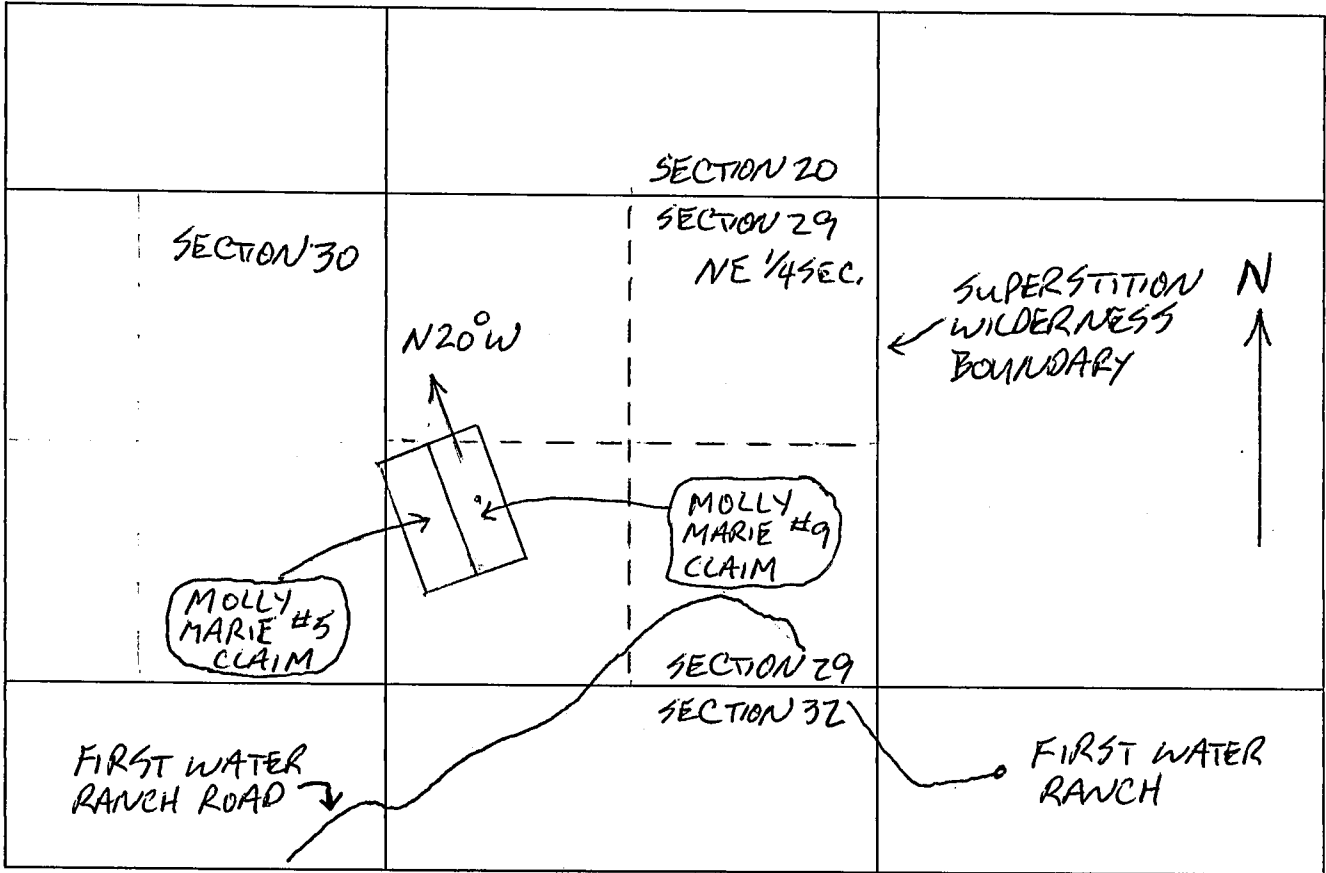 SECTION 20
SECTION 29
NE 1/4 SEC.
SECTION 30
SUPERSTITION
WILDERNESS
BOUNDARY
N
N20°W
MOLLY
MARIE #9
CLAIM
MOLLY
MARIE #5
CLAIM
SECTION 29
SECTION 32
FIRST WATER
RANCH ROAD
FIRST WATER
RANCH